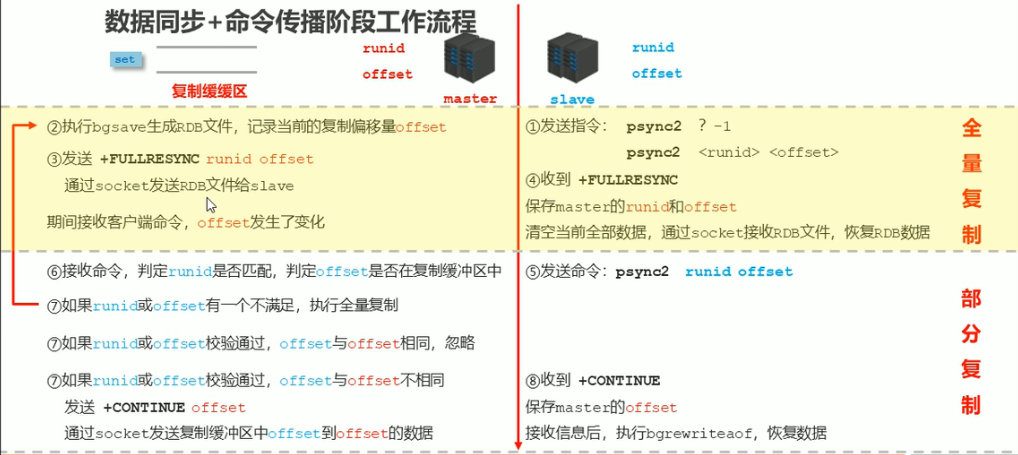 数据同步+命令传播阶段工作流程
set
复制缓缓区
runid
offset
master
runid
offset
slave
②执行bgsave生成RDB文件，记录当前的复制偏移量offset
③发送 +FULLRESYNC runid offset
通过socket发送RDB文件给slave
期间接收客户端命令，offset发生了变化
①发送指令： psync2 ? -1
psync2 <runid> <offset>
④收到 +FULLRESYNC
保存master的runid和offset
清空当前全部数据，通过socket接收RDB文件，恢复RDB数据
全量复制
⑥接收命令，判定runid是否匹配，判定offset是否在复制缓冲区中
⑦如果runid或offset有一个不满足，执行全量复制
⑦如果runid或offset校验通过，offset与offset相同，忽略
⑦如果runid或offset校验通过，offset与offset不相同
发送 +CONTINUE offset
通过socket发送复制缓冲区中offset到offset的数据
⑤发送命令：psync2 runid offset
⑧收到 +CONTINUE
保存master的offset
接收信息后，执行bgrewriteaof，恢复数据
部分复制